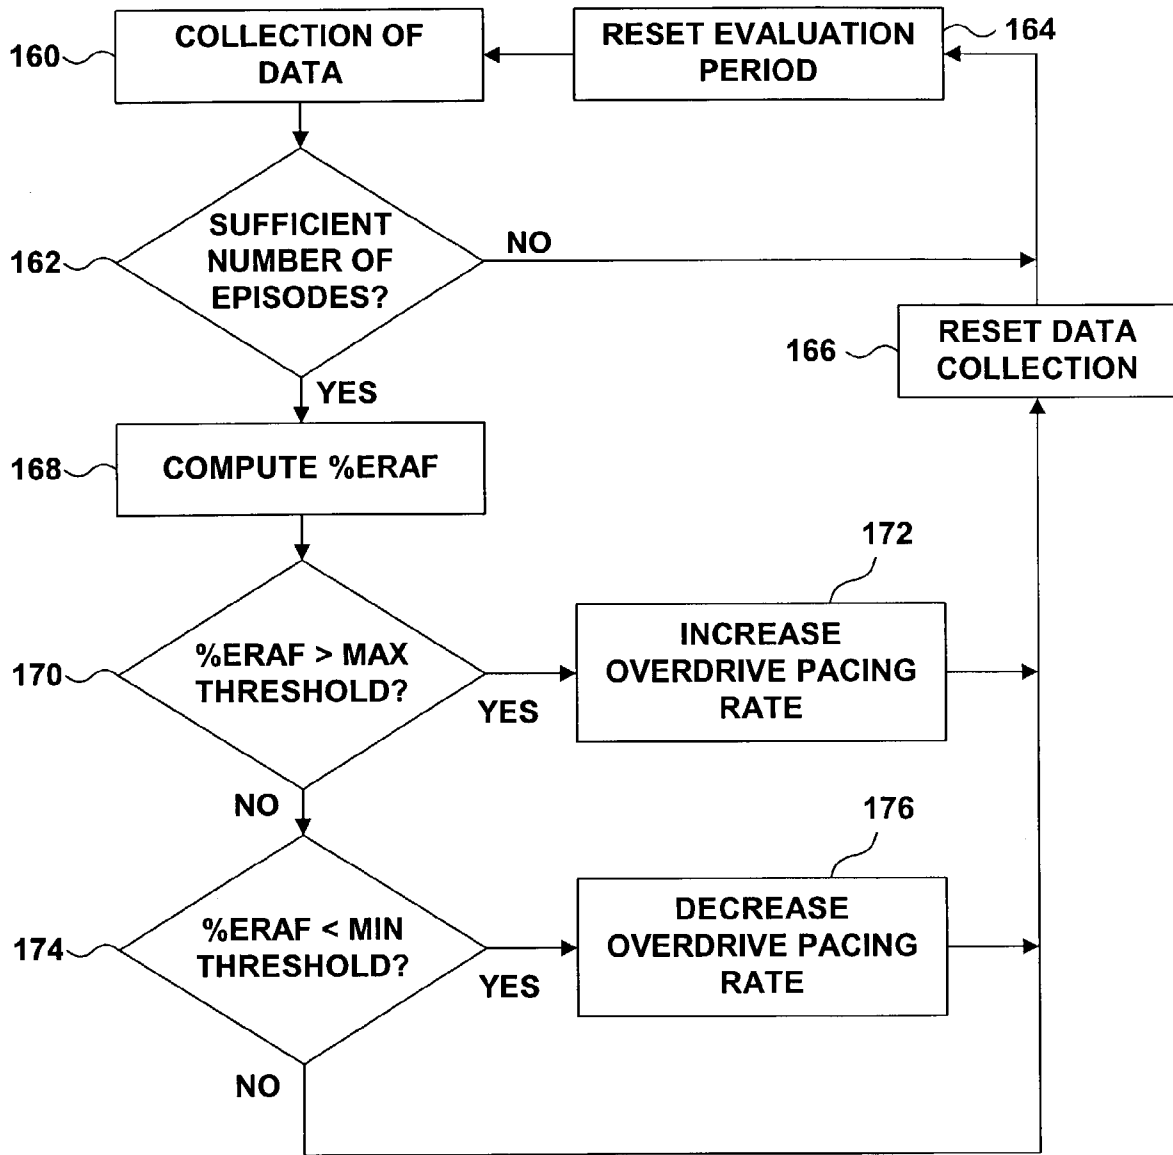 160
COLLECTION OF
DATA
RESET EVALUATION
PERIOD
164
162
SUFFICIENT
NUMBER OF
EPISODES?
NO
YES
166
RESET DATA
COLLECTION
168
COMPUTE %ERAF
170
%ERAF > MAX
THRESHOLD?
YES
NO
172
INCREASE
OVERDRIVE PACING
RATE
174
%ERAF < MIN
THRESHOLD?
YES
NO
176
DECREASE
OVERDRIVE PACING
RATE